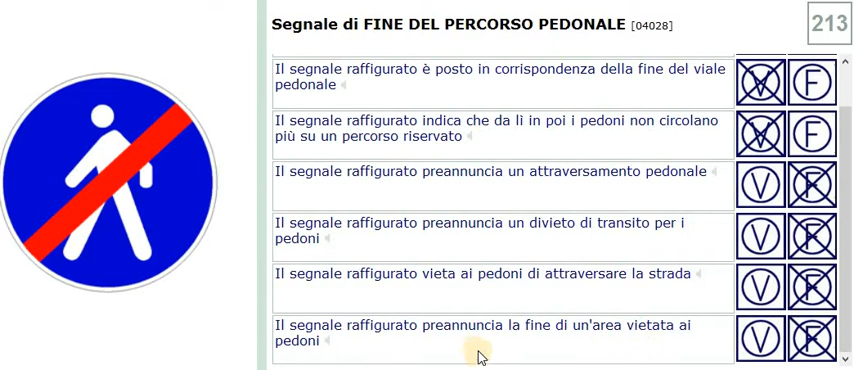 Segnale di FINE DEL PERCORSO PEDONALE [04028]
213
Il segnale raffigurato è posto in corrispondenza della fine del viale
pedonale
V F
Il segnale raffigurato indica che da lì in poi i pedoni non circolano
più su un percorso riservato
V F
Il segnale raffigurato preannuncia un attraversamento pedonale
V F
Il segnale raffigurato preannuncia un divieto di transito per i
pedoni
V F
Il segnale raffigurato vieta ai pedoni di attraversare la strada
V F
Il segnale raffigurato preannuncia la fine di un'area vietata ai
pedoni
V F